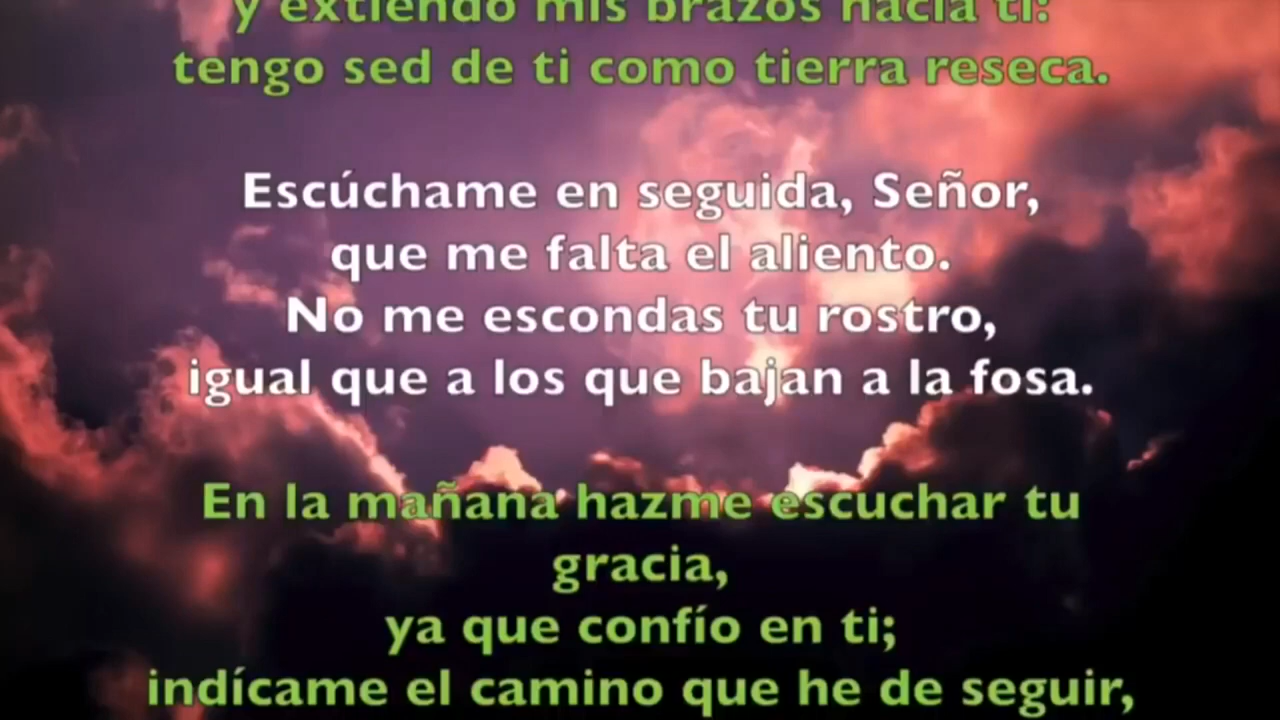 y extiendo mis brazos hacia ti:
tengo sed de ti como tierra reseca.
Escúchame en seguida, Señor,
que me falta el aliento.
No me escondas tu rostro,
igual que a los que bajan a la fosa.
En la mañana hazme escuchar tu
gracia,
ya que confío en ti;
indícame el camino que he de seguir,